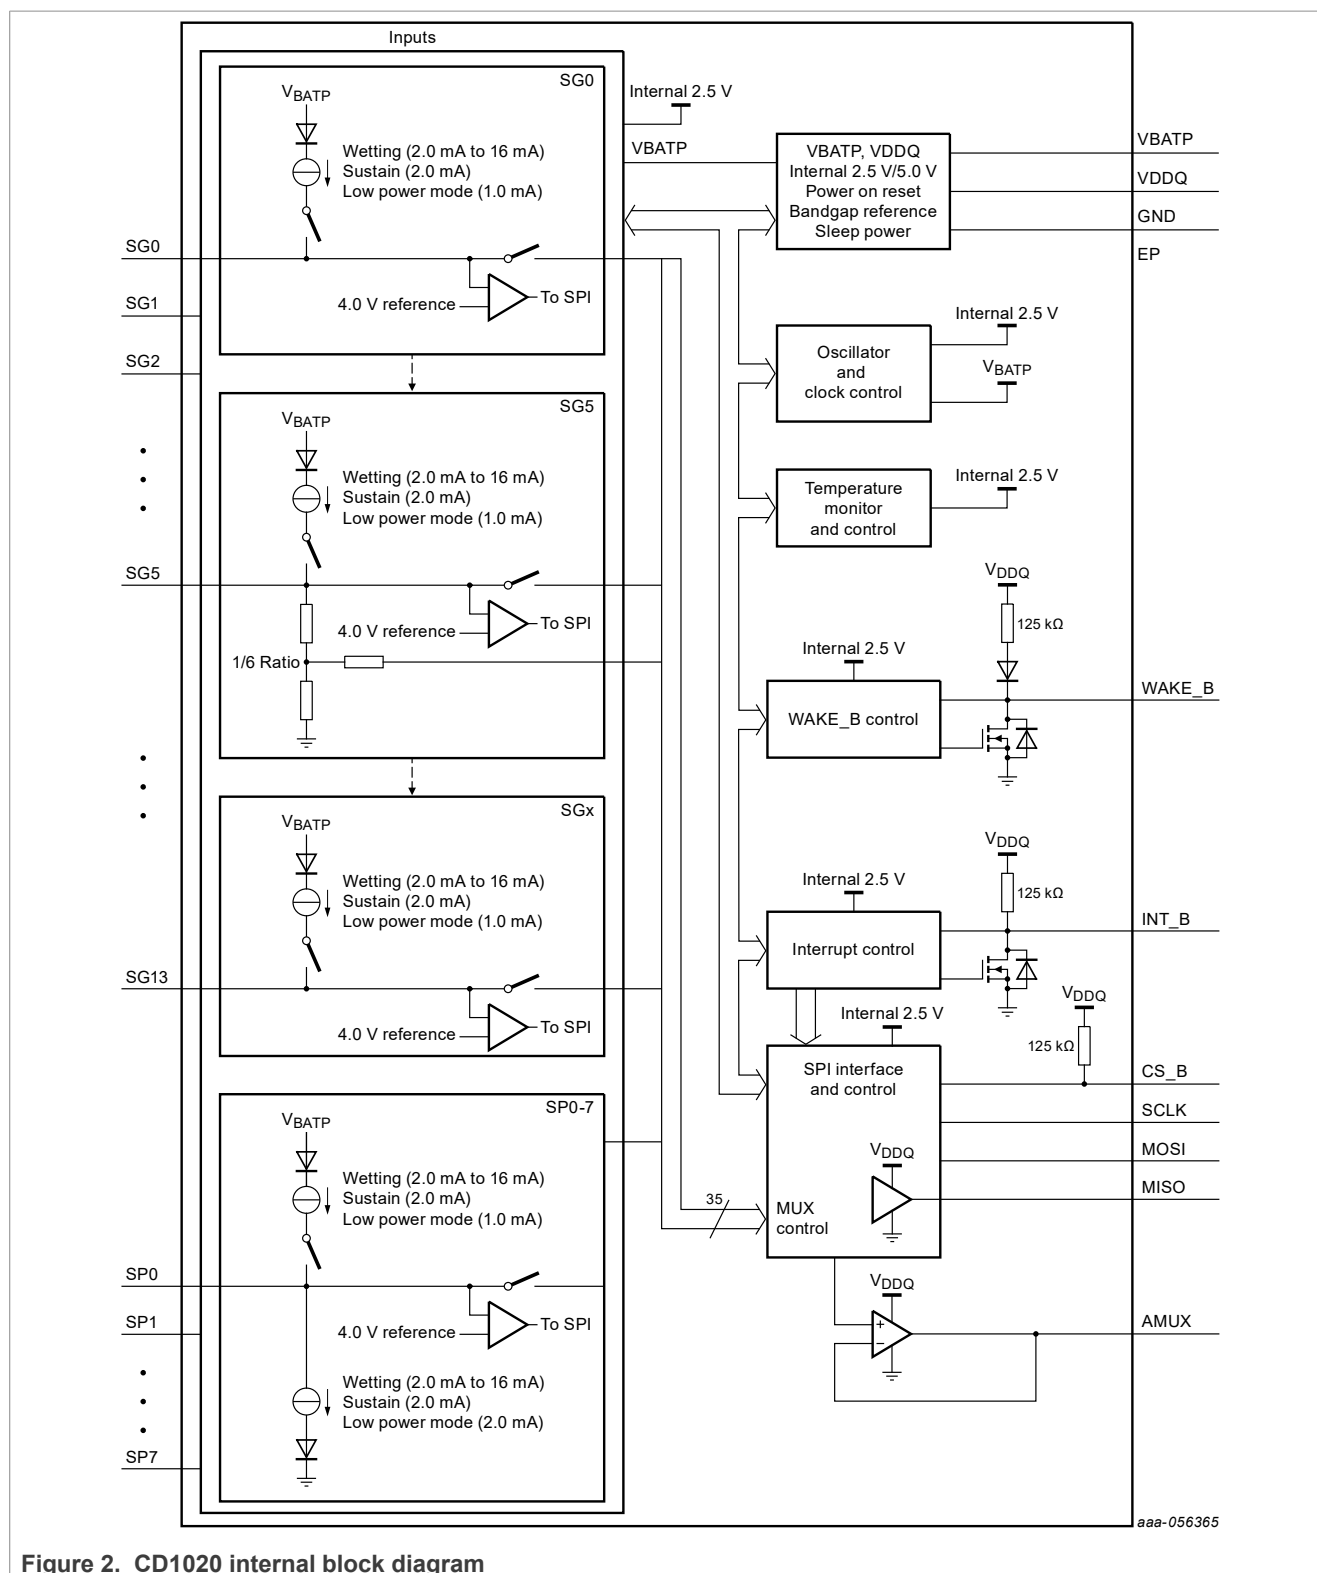 Inputs
SG0
VBATP
Wetting (2.0 mA to 16 mA)
Sustain (2.0 mA)
Low power mode (1.0 mA)
SG0
4.0 V reference
To SPI
SG1
SG2
SG5
VBATP
Wetting (2.0 mA to 16 mA)
Sustain (2.0 mA)
Low power mode (1.0 mA)
SG5
4.0 V reference
To SPI
1/6 Ratio
SGx
VBATP
Wetting (2.0 mA to 16 mA)
Sustain (2.0 mA)
Low power mode (1.0 mA)
SG13
4.0 V reference
To SPI
SP0-7
VBATP
Wetting (2.0 mA to 16 mA)
Sustain (2.0 mA)
Low power mode (1.0 mA)
SP0
SP1
4.0 V reference
To SPI
Wetting (2.0 mA to 16 mA)
Sustain (2.0 mA)
Low power mode (2.0 mA)
SP7
Internal 2.5 V
VBATP
VBATP, VDDQ
Internal 2.5 V/5.0 V
Power on reset
Bandgap reference
Sleep power
VBATP
VDDQ
GND
EP
Oscillator
and
clock control
Internal 2.5 V
VBATP
Temperature
monitor
and control
Internal 2.5 V
VDDQ
125 kΩ
Internal 2.5 V
WAKE_B control
WAKE_B
VDDQ
125 kΩ
Internal 2.5 V
Interrupt control
INT_B
VDDQ
125 kΩ
Internal 2.5 V
SPI interface
and control
CS_B
SCLK
MOSI
MISO
VDDQ
35
MUX
control
VDDQ
+
−
AMUX
aaa-056365
Figure 2. CD1020 internal block diagram